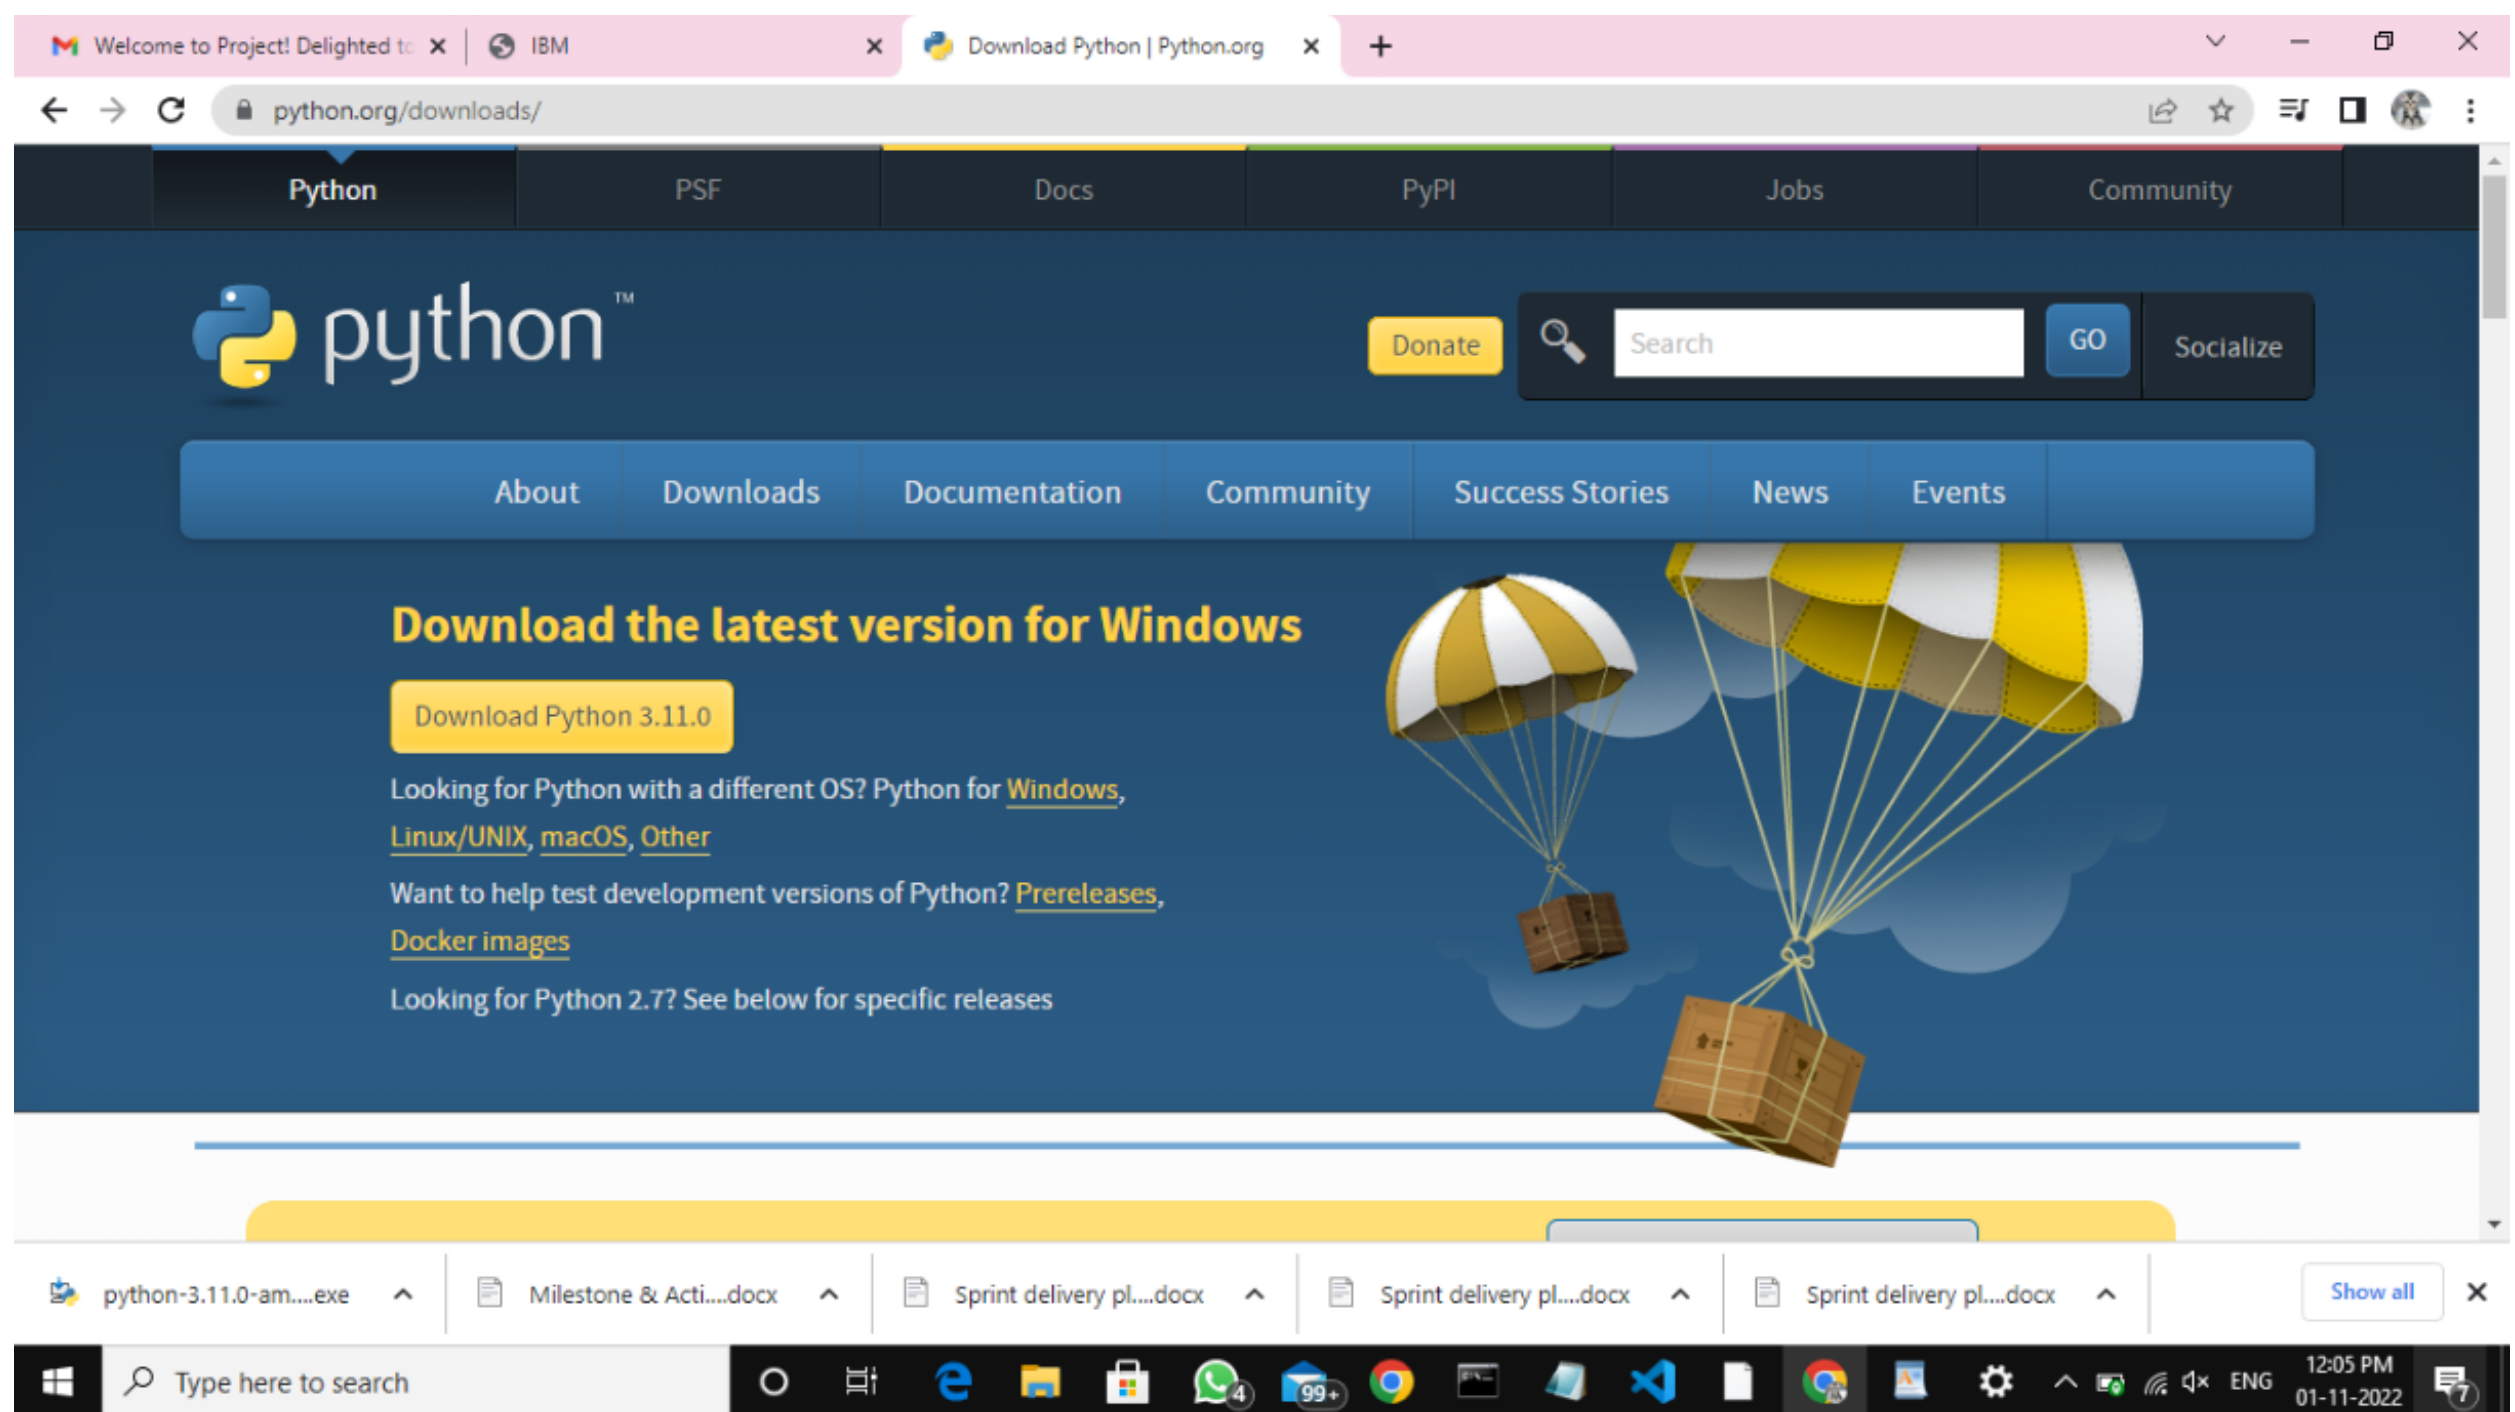 Welcome to Project! Delighted to
IBM
Download Python | Python.org
python.org/downloads/
Python
PSF
Docs
PyPI
Jobs
Community
python™
Donate
Search
GO
Socialize
About
Downloads
Documentation
Community
Success Stories
News
Events
Download the latest version for Windows
Download Python 3.11.0
Looking for Python with a different OS? Python for Windows,
Linux/UNIX, macOS, Other
Want to help test development versions of Python? Prereleases,
Docker images
Looking for Python 2.7? See below for specific releases
python-3.11.0-am....exe
Milestone & Acti....docx
Sprint delivery pl....docx
Sprint delivery pl....docx
Sprint delivery pl....docx
Show all
Type here to search
4
99+
ENG
12:05 PM
01-11-2022
7